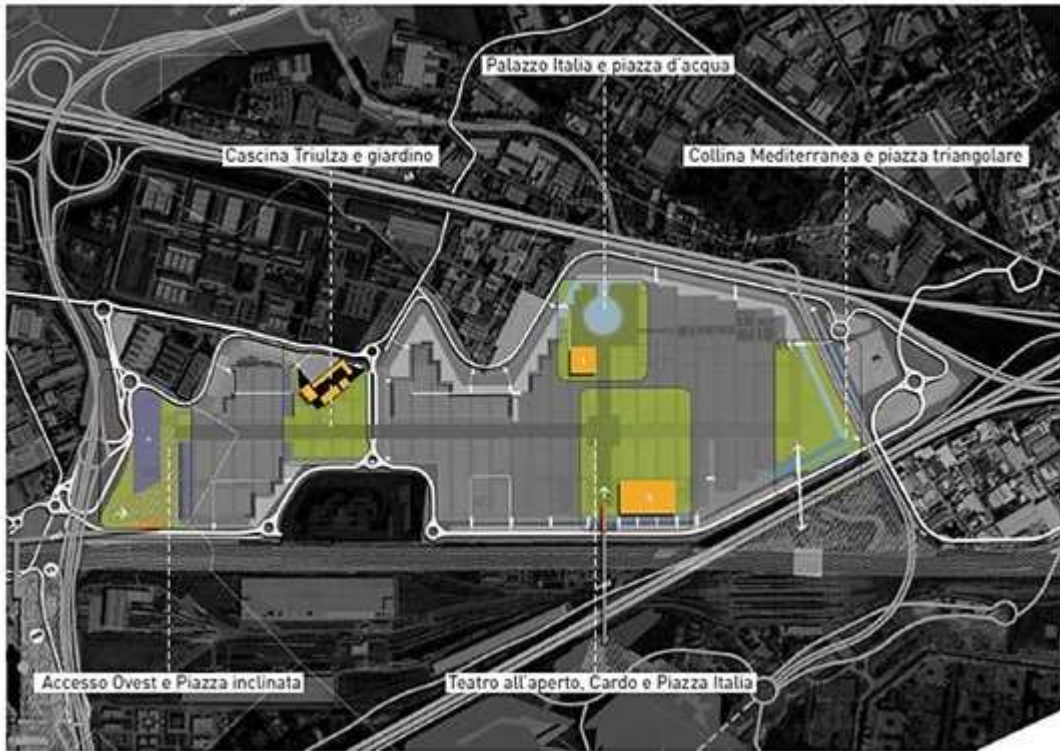 Palazzo Italia e piazza d'acqua
Cascina Triulza e giardino
Collina Mediterranea e piazza triangolare
Accesso Ovest e Piazza inclinata
Teatro all'aperto, Cardo e Piazza Italia